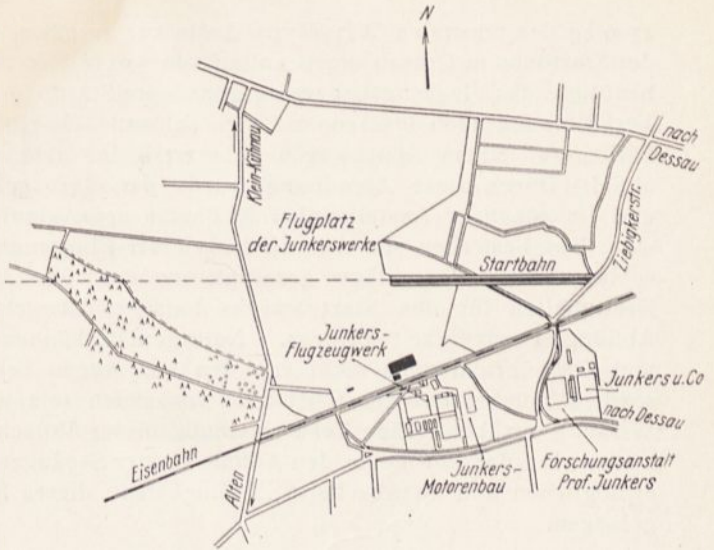 N
nach
Dessau
Klein-Kühnau
Flugplatz
der Junkerswerke
Ziebigkerstr.
Startbahn
Junkers-
Flugzeugwerk
Junkers u. Co
nach Dessau
Eisenbahn
Alten
Junkers-
Motorenbau
Forschungsanstalt
Prof. Junkers